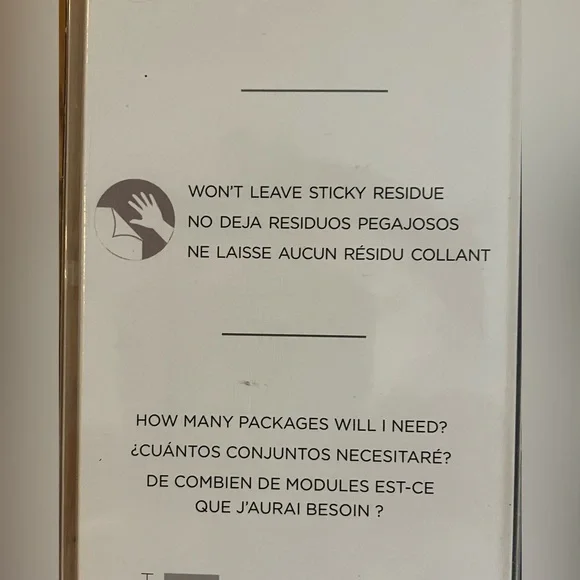 WON'T LEAVE STICKY RESIDUE
NO DEJA RESIDUOS PEGAJOSOS
NE LAISSE AUCUN RÉSIDU COLLANT
HOW MANY PACKAGES WILL I NEED?
¿CUÁNTOS CONJUNTOS NECESITARÉ?
DE COMBIEN DE MODULES EST-CE
QUE J'AURAI BESOIN ?